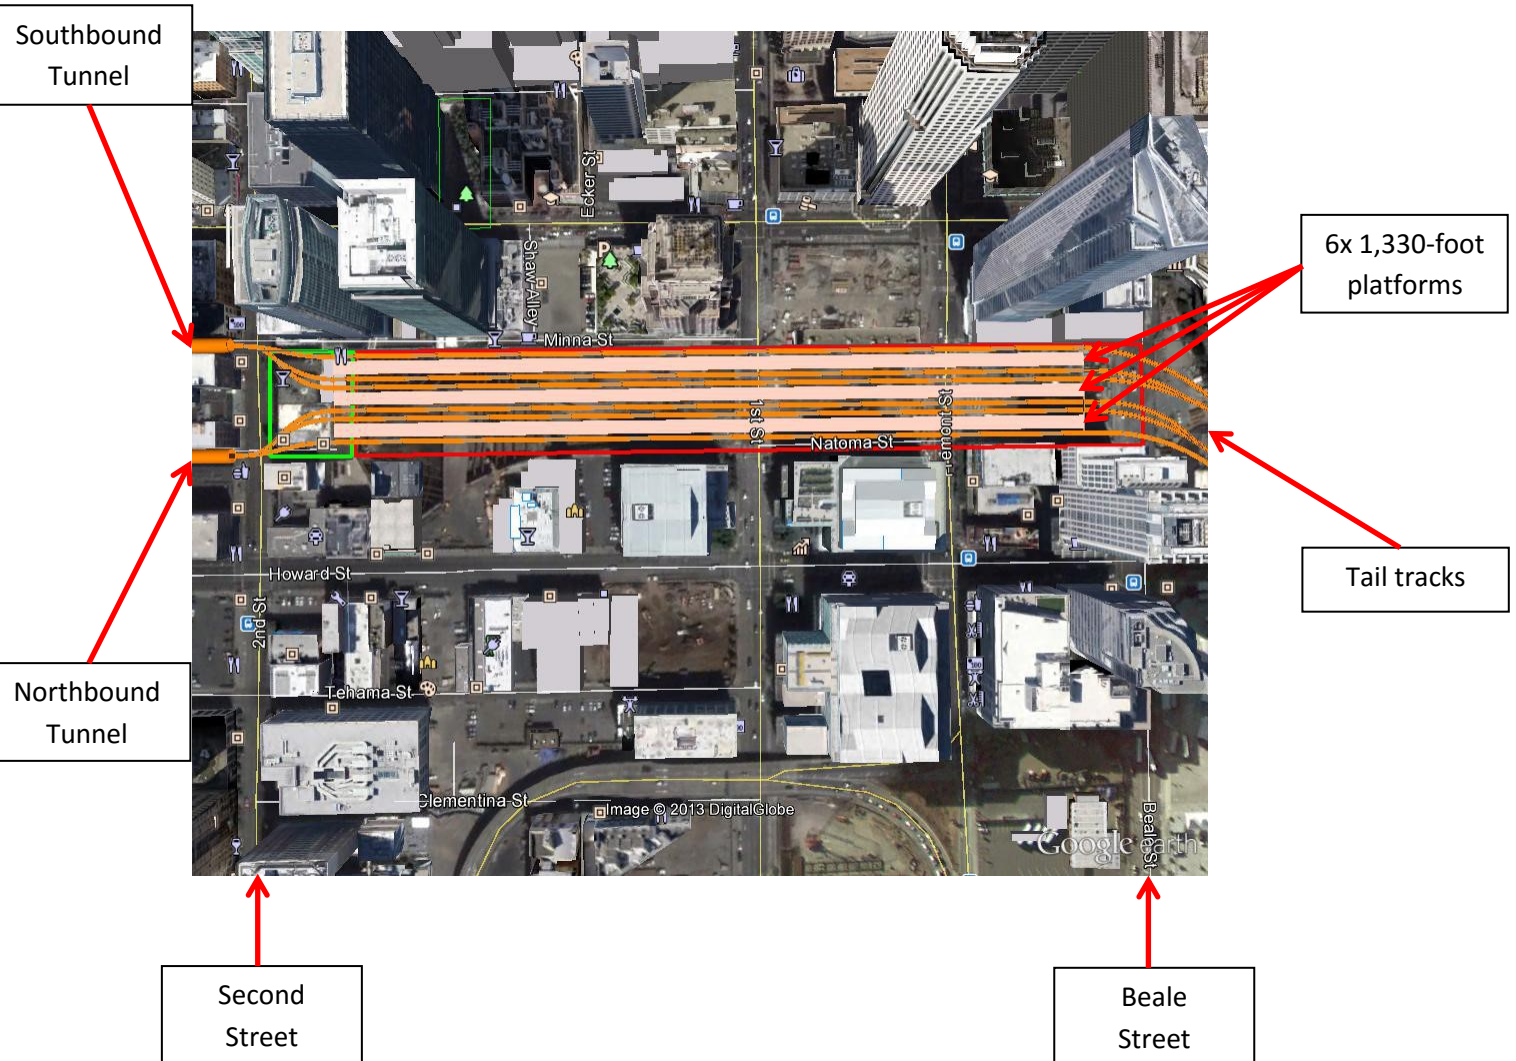 Southbound
Tunnel
6x 1,330-foot
platforms
Ecker St
Shaw Alley
Minna St
1st St
Natoma St
Fremont St
Tail tracks
Howard St
2nd St
Northbound
Tunnel
Tehama St
Clementina St
Image © 2013 DigitalGlobe
Google earth
Beale St
Second
Street
Beale
Street